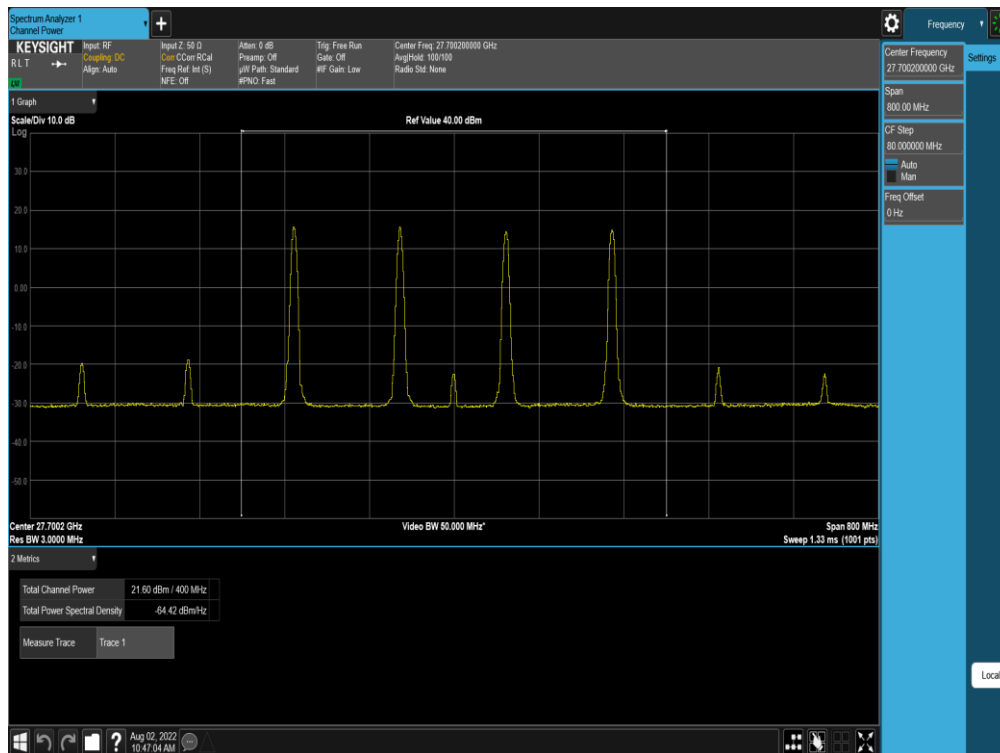 Spectrum Analyzer 1
Channel Power
+
Frequency
KEYSIGHT
R L T
Input: RF
Coupling: DC
Align: Auto
Input Z: 50 Ω
Corr CCorr RCal
Freq Ref: Int (S)
NFE: Off
Atten: 0 dB
Preamp: Off
µW Path: Standard
#PNO: Fast
Trig: Free Run
Gate: Off
#IF Gain: Low
Center Freq: 27.700200000 GHz
Avg|Hold: 100/100
Radio Std: None
Center Frequency
27.700200000 GHz
Settings
Span
800.00 MHz
CF Step
80.000000 MHz
Auto
Man
Freq Offset
0 Hz
1 Graph
Scale/Div 10.0 dB
Ref Value 40.00 dBm
Log
30.0
20.0
10.0
0.00
-10.0
-20.0
-30.0
-40.0
-50.0
Center 27.7002 GHz
Video BW 50.000 MHz*
Span 800 MHz
Res BW 3.0000 MHz
Sweep 1.33 ms (1001 pts)
2 Metrics
Total Channel Power 21.60 dBm / 400 MHz
Total Power Spectral Density -64.42 dBm/Hz
Measure Trace Trace 1
Local
?
Aug 02, 2022
10:47:04 AM